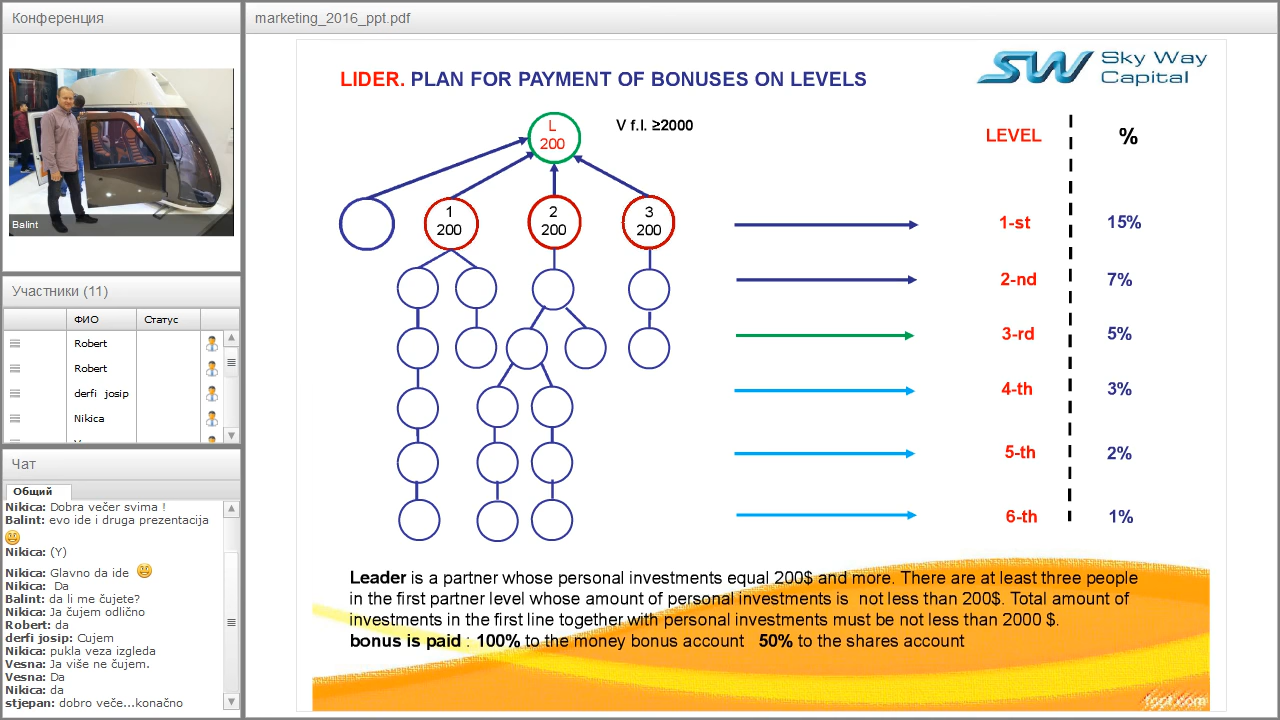 Конференция
Balint
Участники (11)
ФИО Статус
Robert
Robert
derfi josip
Nikica
Чат
Общий
Nikica: Dobra večer svima !
Balint: evo ide i druga prezentacija
Nikica: (Y)
Nikica: Glavno da ide
Nikica: Da
Balint: da li me čujete?
Nikica: Ja čujem odlično
Robert: da
derfi josip: Cujem
Nikica: pukla veza izgleda
Vesna: Ja više ne čujem.
Vesna: Da
Nikica: da
stjepan: dobro veče...konačno
marketing_2016_ppt.pdf
LIDER. PLAN FOR PAYMENT OF BONUSES ON LEVELS
SW Sky Way
Capital
L
200
V f.l. ≥2000
LEVEL %
1
200
2
200
3
200
1-st 15%
2-nd 7%
3-rd 5%
4-th 3%
5-th 2%
6-th 1%
Leader is a partner whose personal investments equal 200$ and more. There are at least three people
in the first partner level whose amount of personal investments is not less than 200$. Total amount of
investments in the first line together with personal investments must be not less than 2000 $.
bonus is paid : 100% to the money bonus account 50% to the shares account
fppt.com